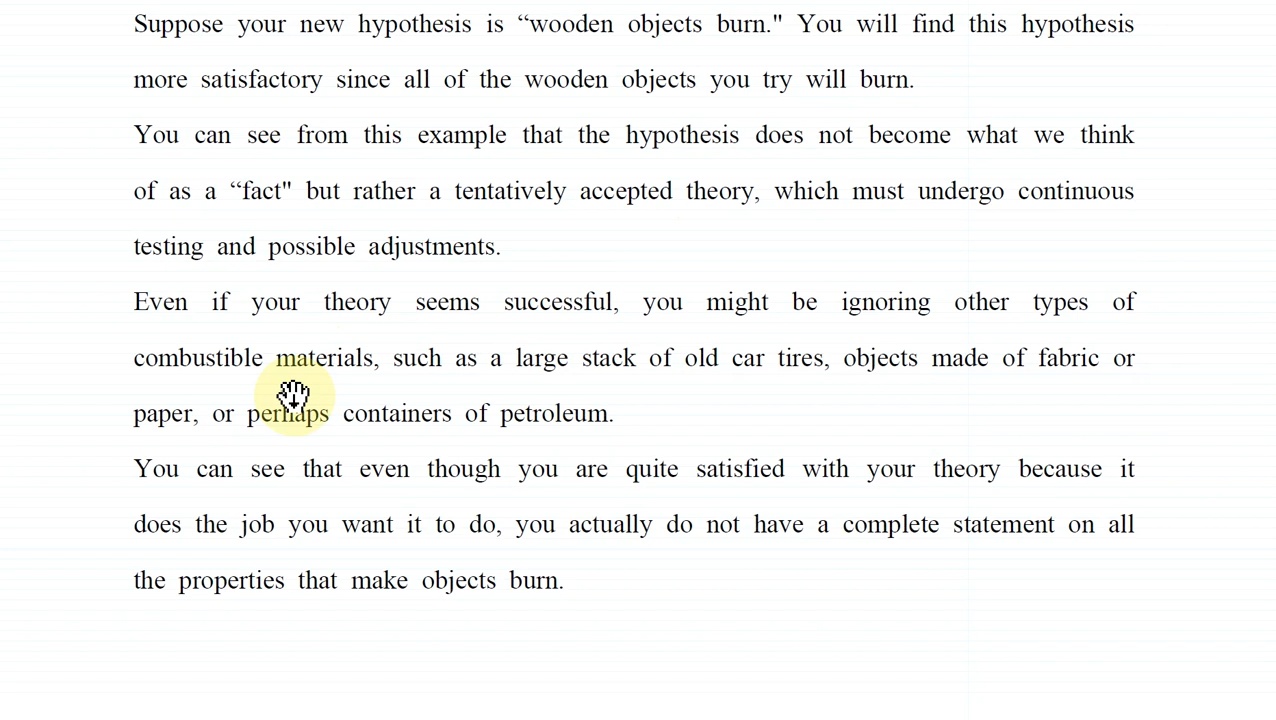 Suppose your new hypothesis is “wooden objects burn." You will find this hypothesis
more satisfactory since all of the wooden objects you try will burn.
You can see from this example that the hypothesis does not become what we think
of as a “fact" but rather a tentatively accepted theory, which must undergo continuous
testing and possible adjustments.
Even if your theory seems successful, you might be ignoring other types of
combustible materials, such as a large stack of old car tires, objects made of fabric or
paper, or perhaps containers of petroleum.
You can see that even though you are quite satisfied with your theory because it
does the job you want it to do, you actually do not have a complete statement on all
the properties that make objects burn.